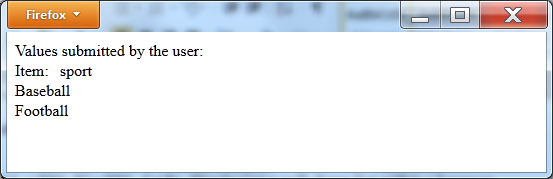 Firefox
Values submitted by the user:
Item:   sport
Baseball
Football